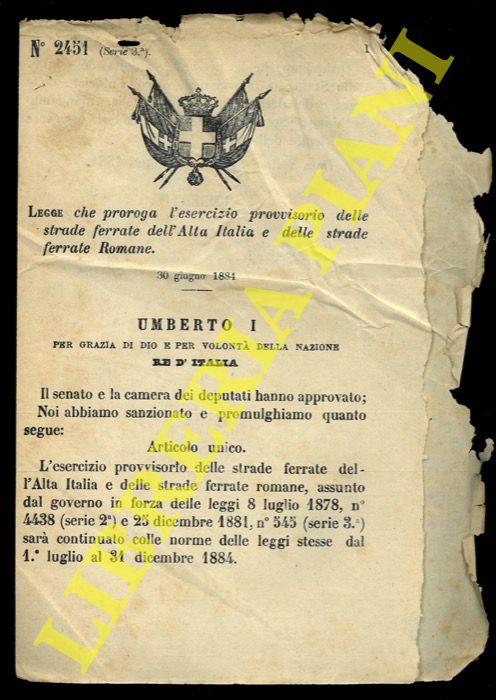 N° 2451 (Serie 3.ª).
1
LEGGE che proroga l'esercizio provvisorio delle
strade ferrate dell'Alta Italia e delle strade
ferrate Romane.
30 giugno 1884
UMBERTO I
PER GRAZIA DI DIO E PER VOLONTÀ DELLA NAZIONE
RE D'ITALIA
Il senato e la camera dei deputati hanno approvato;
Noi abbiamo sanzionato e promulghiamo quanto
segue:
Articolo unico.
L'esercizio provvisorio delle strade ferrate del-
l'Alta Italia e delle strade ferrate romane, assunto
dal governo in forza delle leggi 8 luglio 1878, n°
4438 (serie 2ª) e 25 dicembre 1881, n° 545 (serie 3.ª)
sarà continuato colle norme delle leggi stesse dal
1.° luglio al 31 dicembre 1884.
LIBRERIA PIANI